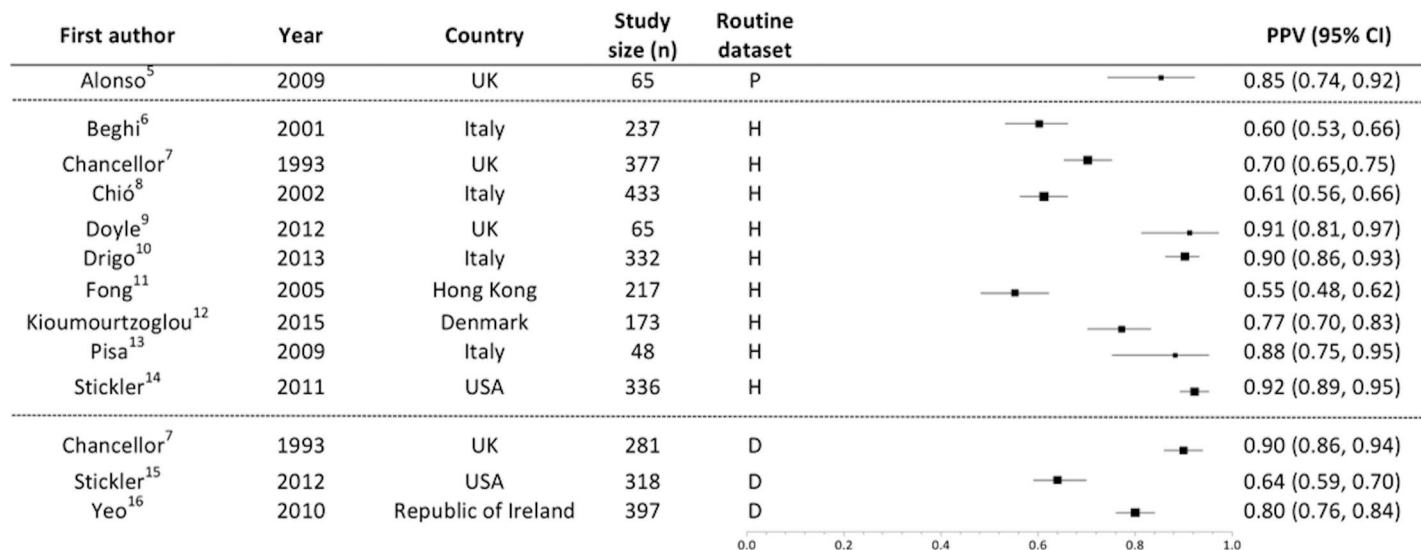 First author Year Country Study size (n) Routine dataset PPV (95% CI)
Alonso5 2009 UK 65 P 0.85 (0.74, 0.92)
Beghi6 2001 Italy 237 H 0.60 (0.53, 0.66)
Chancellor7 1993 UK 377 H 0.70 (0.65,0.75)
Chió8 2002 Italy 433 H 0.61 (0.56, 0.66)
Doyle9 2012 UK 65 H 0.91 (0.81, 0.97)
Drigo10 2013 Italy 332 H 0.90 (0.86, 0.93)
Fong11 2005 Hong Kong 217 H 0.55 (0.48, 0.62)
Kioumourtzoglou12 2015 Denmark 173 H 0.77 (0.70, 0.83)
Pisa13 2009 Italy 48 H 0.88 (0.75, 0.95)
Stickler14 2011 USA 336 H 0.92 (0.89, 0.95)
Chancellor7 1993 UK 281 D 0.90 (0.86, 0.94)
Stickler15 2012 USA 318 D 0.64 (0.59, 0.70)
Yeo16 2010 Republic of Ireland 397 D 0.80 (0.76, 0.84)
0.0 0.2 0.4 0.6 0.8 1.0